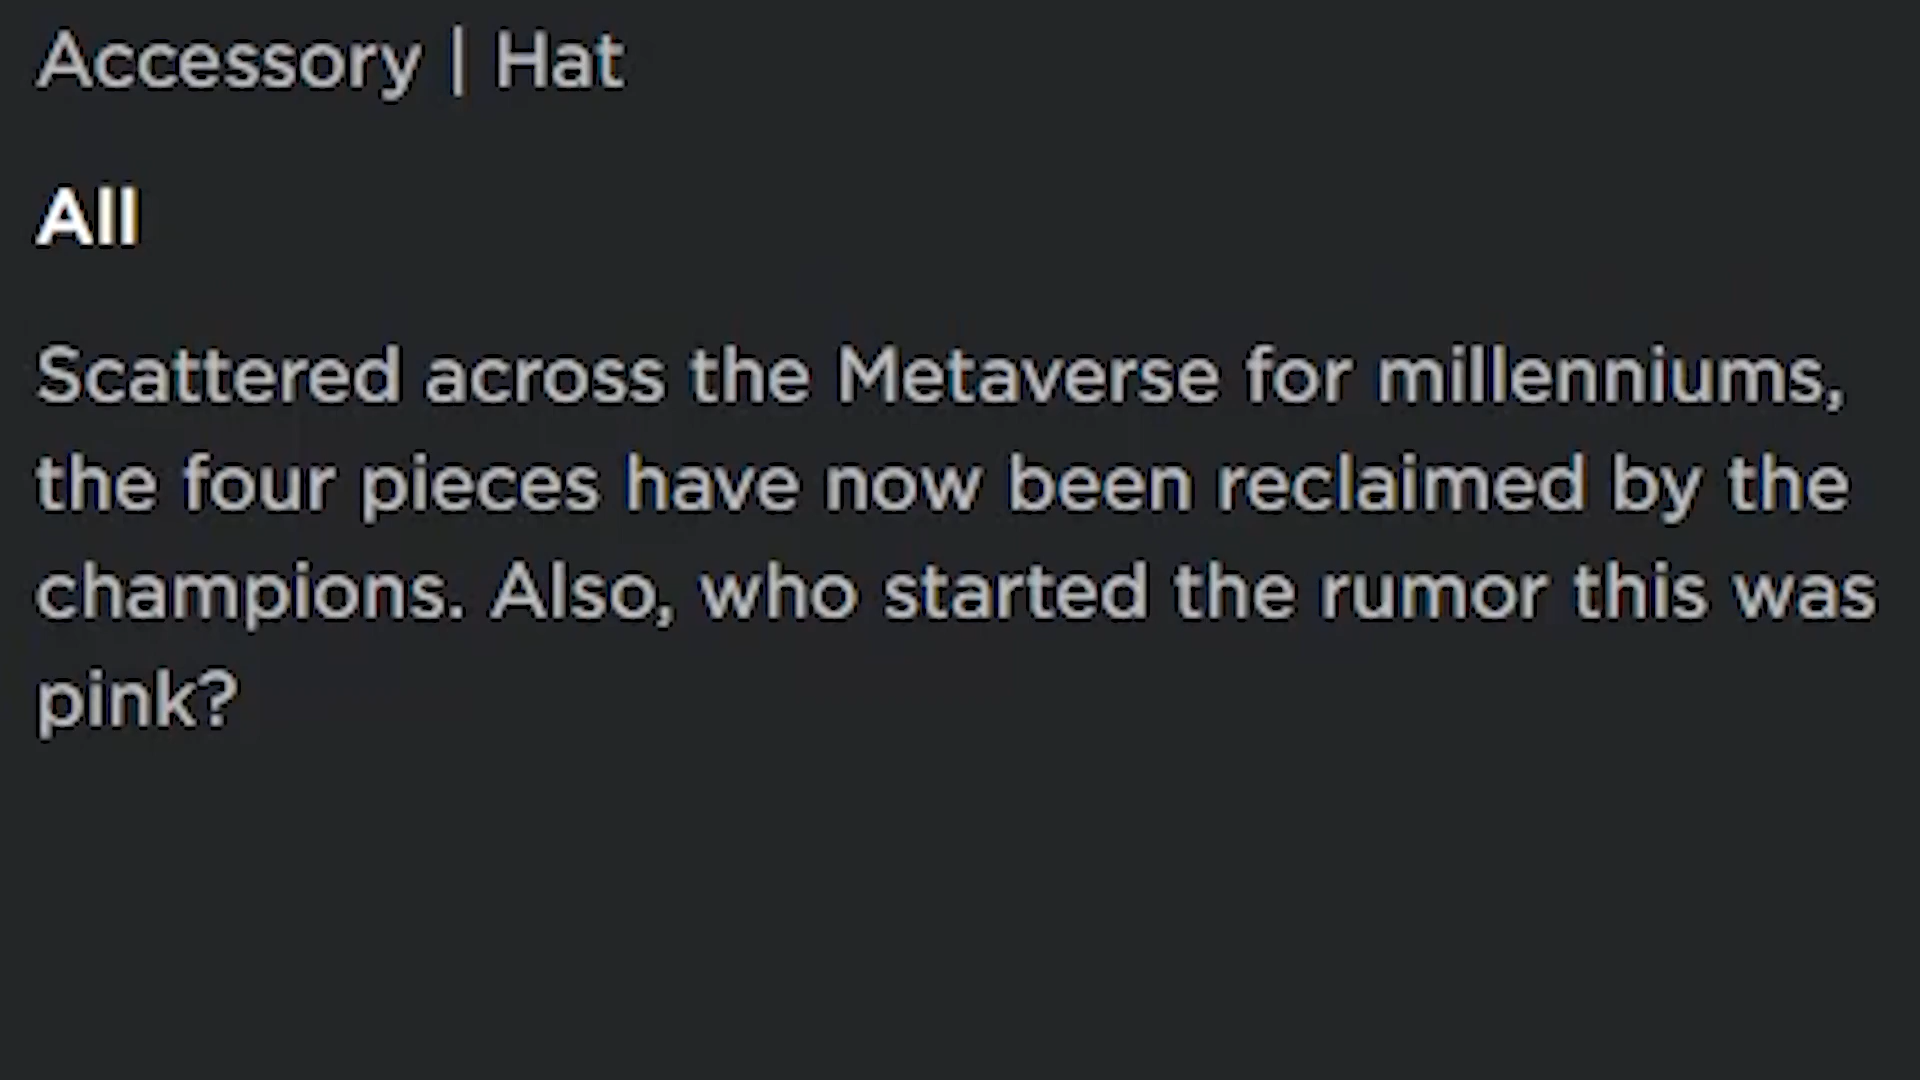 Accessory | Hat
All
Scattered across the Metaverse for millenniums,
the four pieces have now been reclaimed by the
champions. Also, who started the rumor this was
pink?